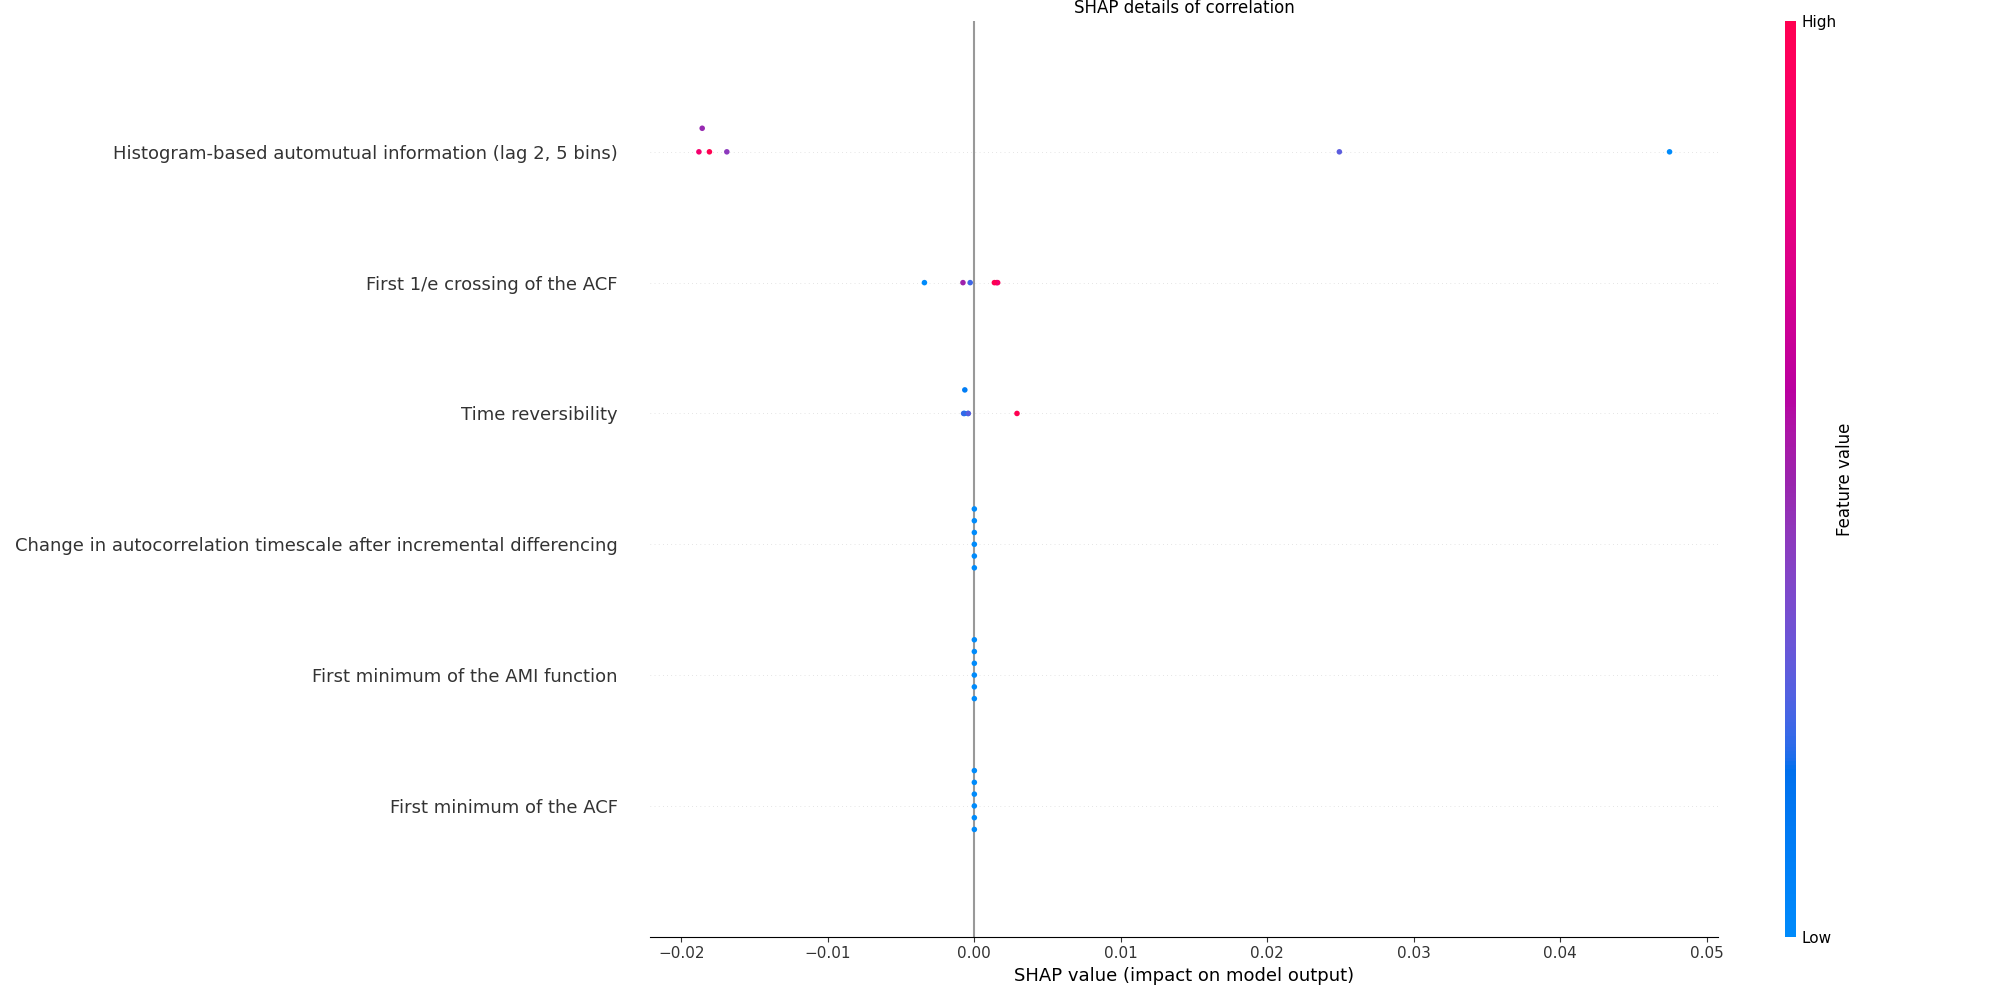 SHAP details of correlation
High
Histogram-based automutual information (lag 2, 5 bins)
First 1/e crossing of the ACF
Time reversibility
Change in autocorrelation timescale after incremental differencing
First minimum of the AMI function
First minimum of the ACF
Feature value
Low
−0.02 −0.01 0.00 0.01 0.02 0.03 0.04 0.05
SHAP value (impact on model output)